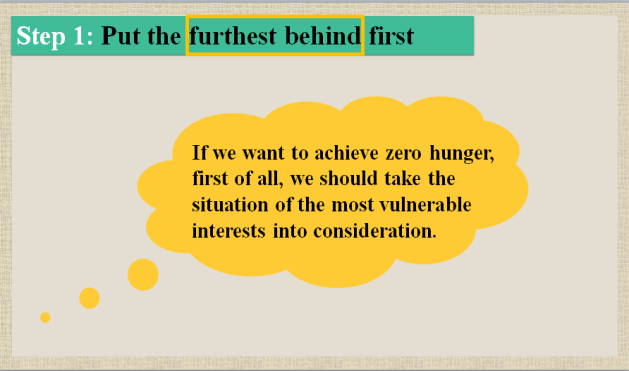 Step 1: Put the furthest behind first
If we want to achieve zero hunger,
first of all, we should take the
situation of the most vulnerable
interests into consideration.